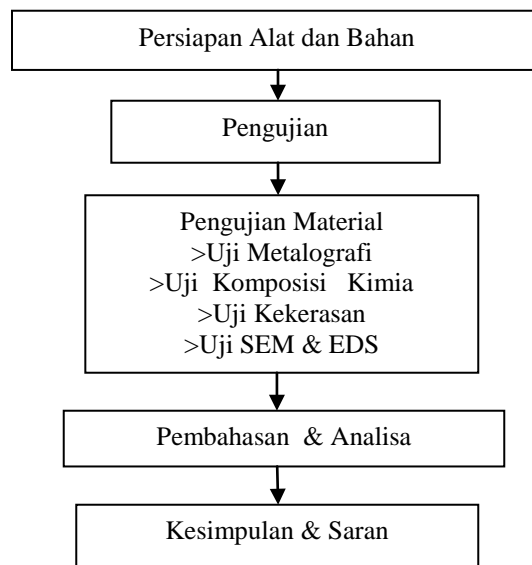 Persiapan Alat dan Bahan
Pengujian
Pengujian Material
>Uji Metalografi
>Uji Komposisi Kimia
>Uji Kekerasan
>Uji SEM & EDS
Pembahasan & Analisa
Kesimpulan & Saran